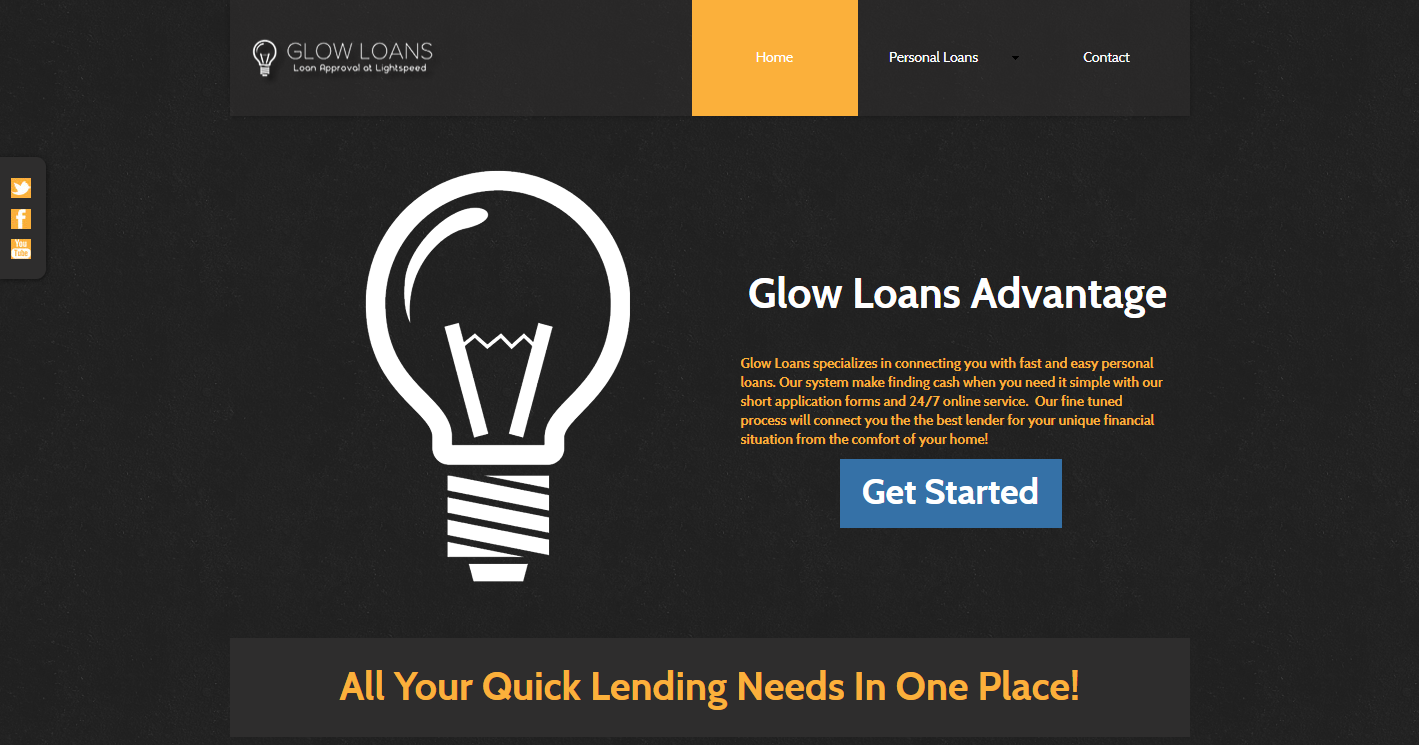 GLOW LOANS
Loan Approval at Lightspeed
Home
Personal Loans
Contact
You
Tube
Glow Loans Advantage
Glow Loans specializes in connecting you with fast and easy personal
loans. Our system make finding cash when you need it simple with our
short application forms and 24/7 online service.  Our fine tuned
process will connect you the the best lender for your unique financial
situation from the comfort of your home!
Get Started
All Your Quick Lending Needs In One Place!